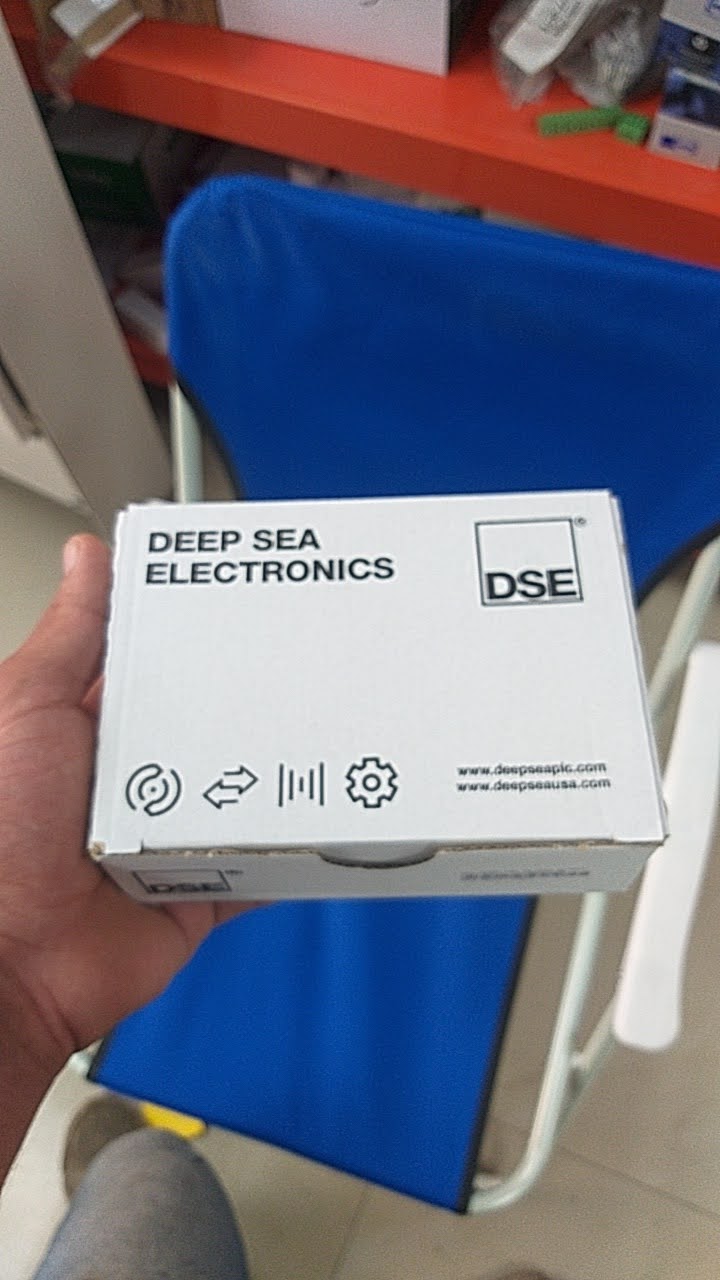 DEEP SEA
ELECTRONICS
DSE
www.deepseaplc.com
www.deepseausa.com
DSE